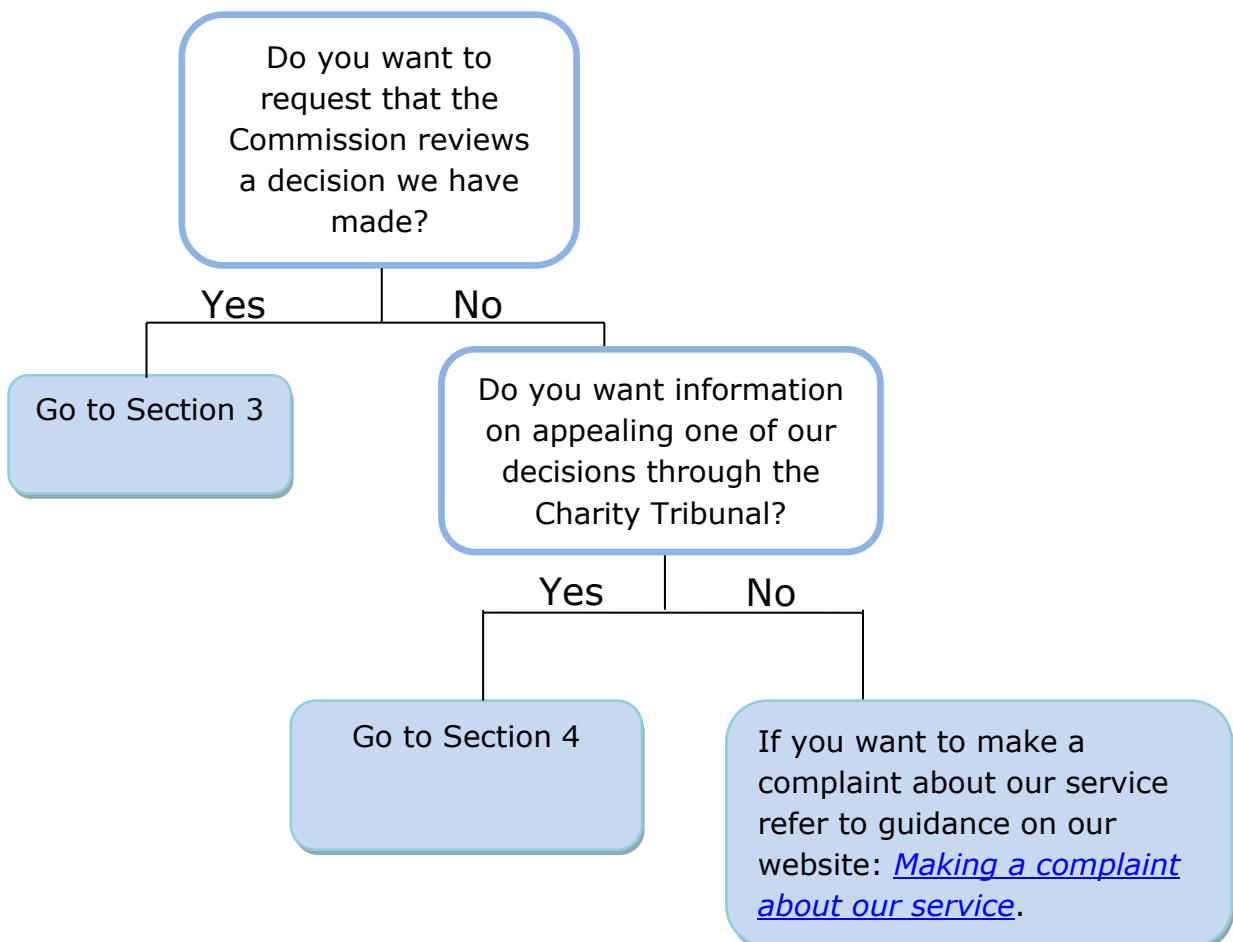 Do you want to
request that the
Commission reviews
a decision we have
made?
Yes
No
Go to Section 3
Do you want information
on appealing one of our
decisions through the
Charity Tribunal?
Yes
No
Go to Section 4
If you want to make a
complaint about our service
refer to guidance on our
website: Making a complaint
about our service.